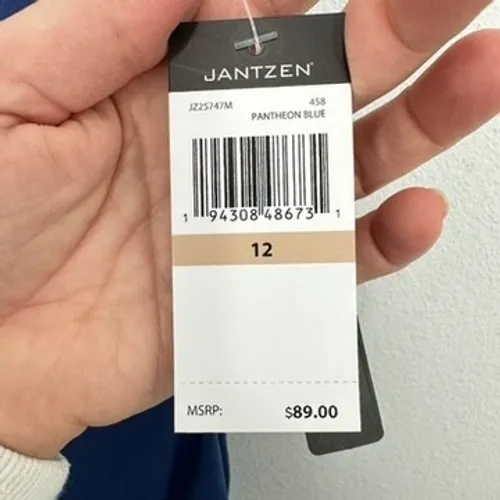 JANTZEN®
JZ25747M 458
PANTHEON BLUE
1 94308 48673 1
12
MSRP: $89.00